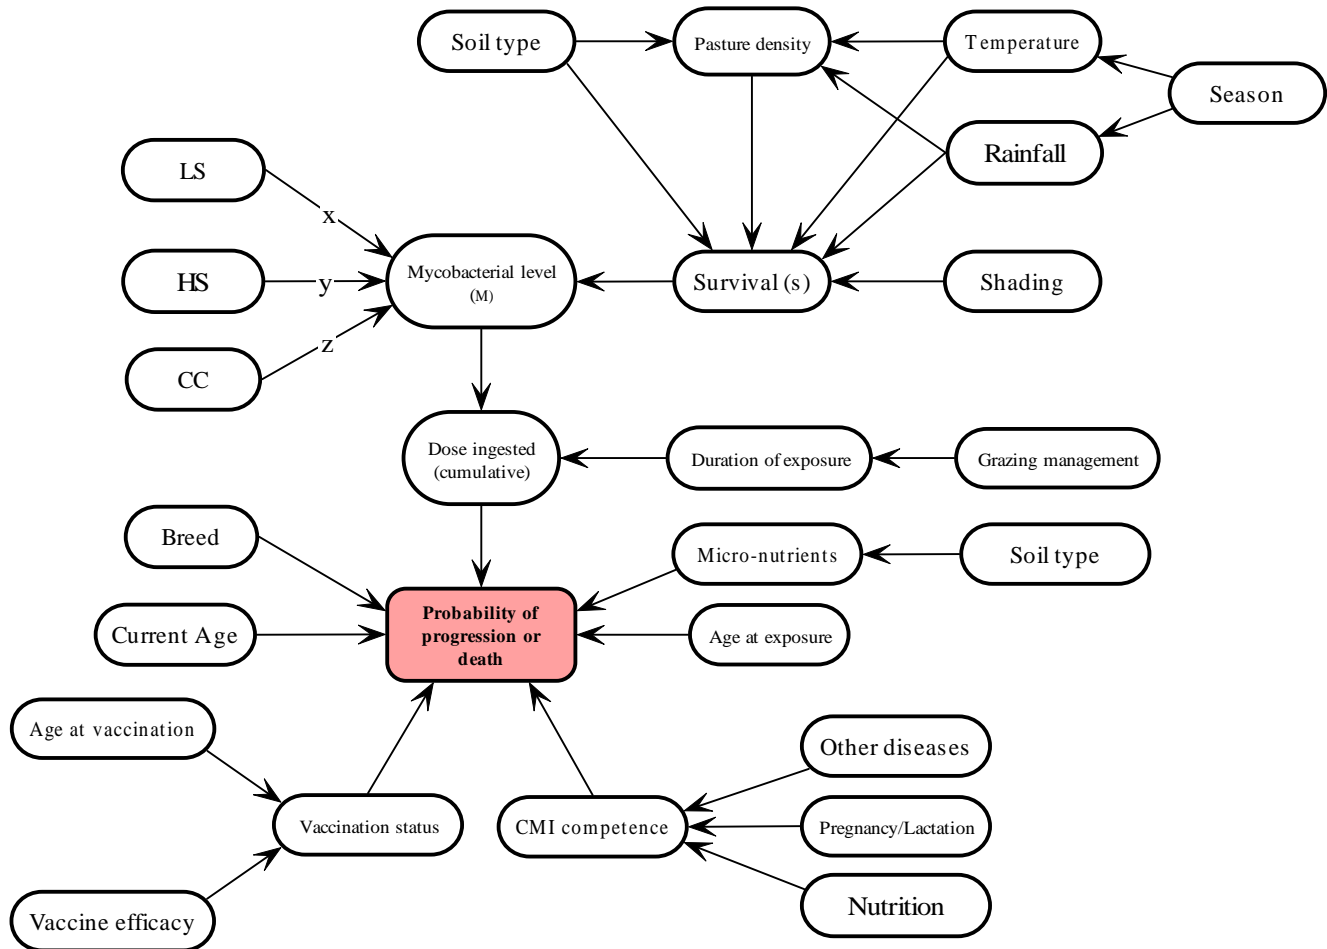 Soil type
Pasture density
Temperature
Season
Rainfall
LS
x
HS
y
Mycobacterial level
(M)
Survival (s)
Shading
z
CC
Dose ingested
(cumulative)
Duration of exposure
Grazing management
Breed
Micro-nutrients
Soil type
Probability of
progression or
death
Current Age
Age at exposure
Age at vaccination
Other diseases
Vaccination status
CMI competence
Pregnancy/Lactation
Vaccine efficacy
Nutrition